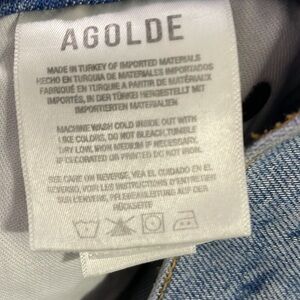 AGOLDE
MADE IN TURKEY OF IMPORTED MATERIALS
HECHO EN TURQUIA DE MATERIALES IMPORTADOS
FABRIQUÉ EN TURQUIE A PARTIR DE MATÉRIAUX
IMPORTÉS, IN DER TÜRKEI HERGESTELLT MIT
IMPORTIERTEN MATERIALIEN
MACHINE WASH COLD INSIDE OUT WITH
LIKE COLORS, DO NOT BLEACH, TUMBLE
DRY LOW, IRON MEDIUM IF NEEDED.
IF COATED OR PRINTED DO NOT IRON.
SEE CARE ON REVERSE, VEA EL CUIDADO EN EL
REVERSO, VOIR LES INSTRUCTIONS D'ENTRETIEN
SUR L'ENVERS, PFLEGEANLEITUNG AUF DER
RÜCKSEITE